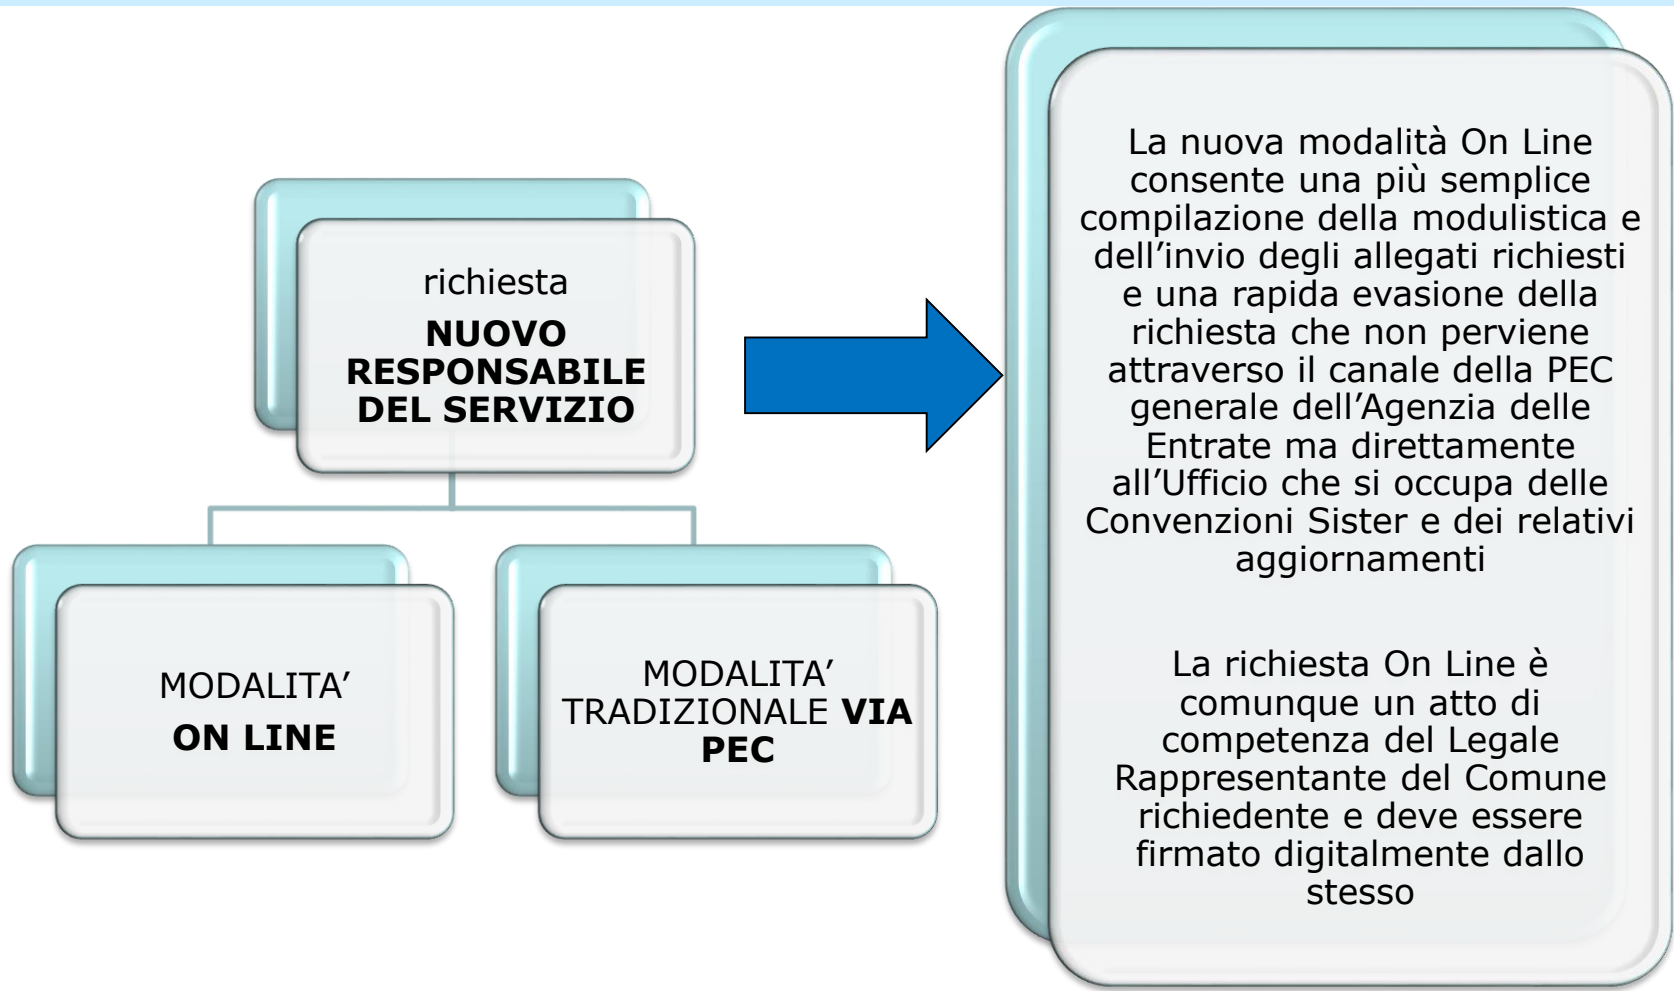 richiesta
NUOVO
RESPONSABILE
DEL SERVIZIO
MODALITA’
ON LINE
MODALITA’
TRADIZIONALE VIA
PEC
La nuova modalità On Line
consente una più semplice
compilazione della modulistica e
dell’invio degli allegati richiesti
e una rapida evasione della
richiesta che non perviene
attraverso il canale della PEC
generale dell’Agenzia delle
Entrate ma direttamente
all’Ufficio che si occupa delle
Convenzioni Sister e dei relativi
aggiornamenti
La richiesta On Line è
comunque un atto di
competenza del Legale
Rappresentante del Comune
richiedente e deve essere
firmato digitalmente dallo
stesso